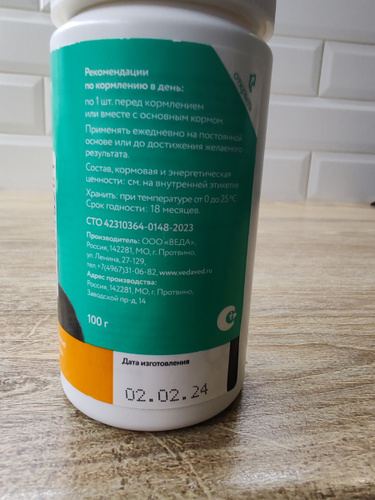 Рекомендации
по кормлению в день:
по 1 шт. перед кормлением
или вместе с основным кормом
Применять ежедневно на постоянной
основе или до достижения желаемого
результата.
Состав, кормовая и энергетическая
ценности: см. на внутренней этикетке
Хранить: при температуре от 0 до 25 °С
Срок годности: 18 месяцев.
СТО 42310364-0148-2023
Производитель: ООО «ВЕДА»,
Россия, 142281, МО, г. Протвино,
ул. Ленина, 27-129,
тел.+7(4967)31-06-82, www.vedaved.ru
Адрес производства:
Россия, 142281, МО, г. Протвино,
Заводской пр-д, 14
100 г
Дата изготовления
02.02.24